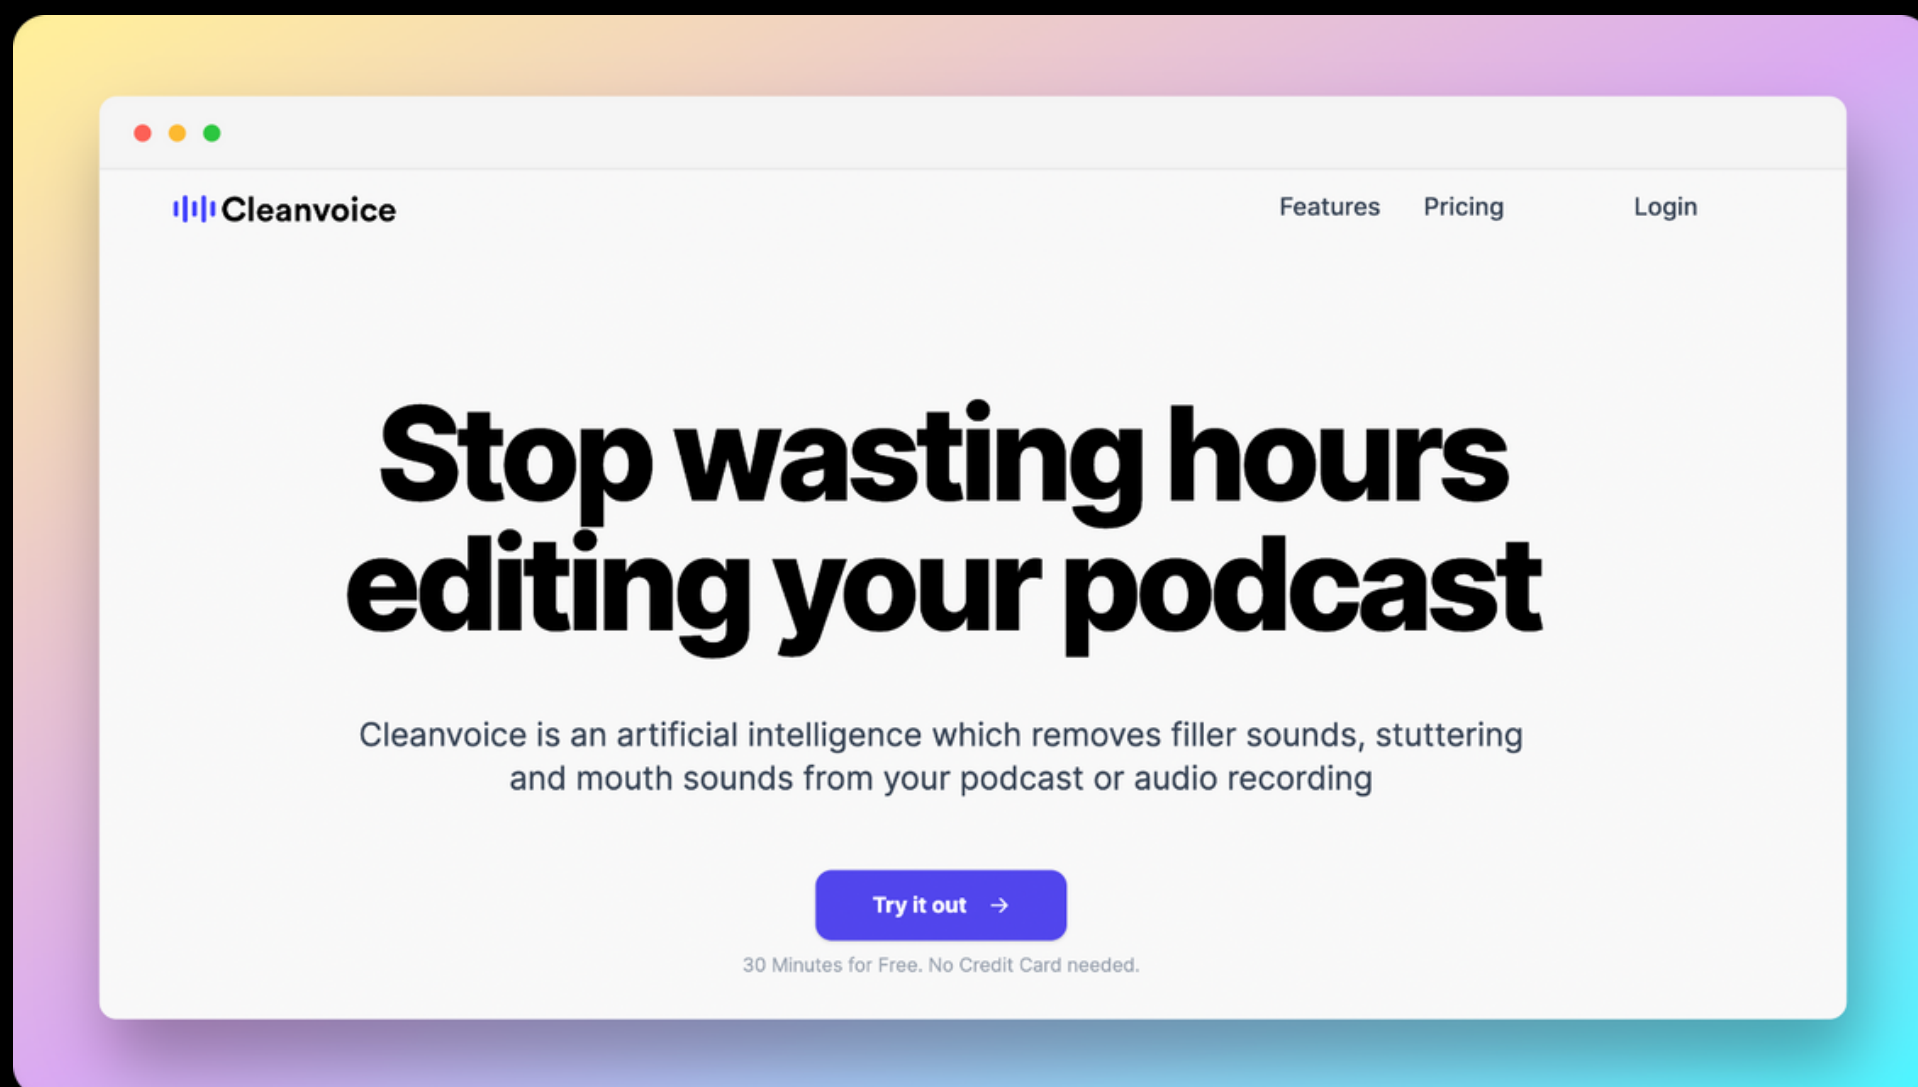 Cleanvoice
Features Pricing Login
Stop wasting hours
editing your podcast
Cleanvoice is an artificial intelligence which removes filler sounds, stuttering
and mouth sounds from your podcast or audio recording
Try it out →
30 Minutes for Free. No Credit Card needed.